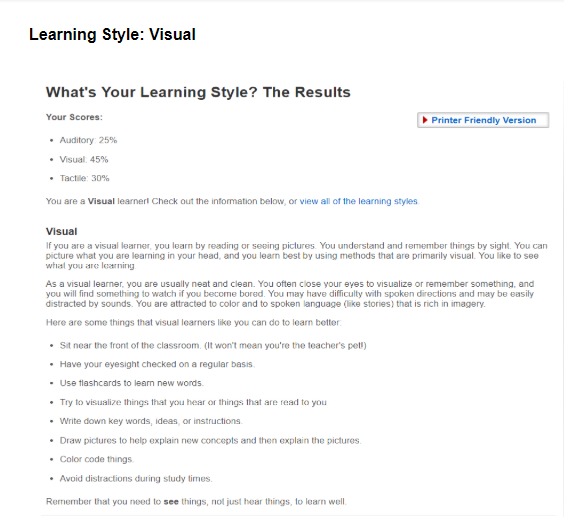 Learning Style: Visual
What's Your Learning Style? The Results
Your Scores:
Printer Friendly Version
• Auditory: 25%
• Visual: 45%
• Tactile: 30%
You are a Visual learner! Check out the information below, or view all of the learning styles.
Visual
If you are a visual learner, you learn by reading or seeing pictures. You understand and remember things by sight. You can
picture what you are learning in your head, and you learn best by using methods that are primarily visual. You like to see
what you are learning.
As a visual learner, you are usually neat and clean. You often close your eyes to visualize or remember something, and
you will find something to watch if you become bored. You may have difficulty with spoken directions and may be easily
distracted by sounds. You are attracted to color and to spoken language (like stories) that is rich in imagery.
Here are some things that visual learners like you can do to learn better:
• Sit near the front of the classroom. (It won't mean you're the teacher's pet!)
• Have your eyesight checked on a regular basis.
• Use flashcards to learn new words.
• Try to visualize things that you hear or things that are read to you.
• Write down key words, ideas, or instructions.
• Draw pictures to help explain new concepts and then explain the pictures.
• Color code things.
• Avoid distractions during study times.
Remember that you need to see things, not just hear things, to learn well.